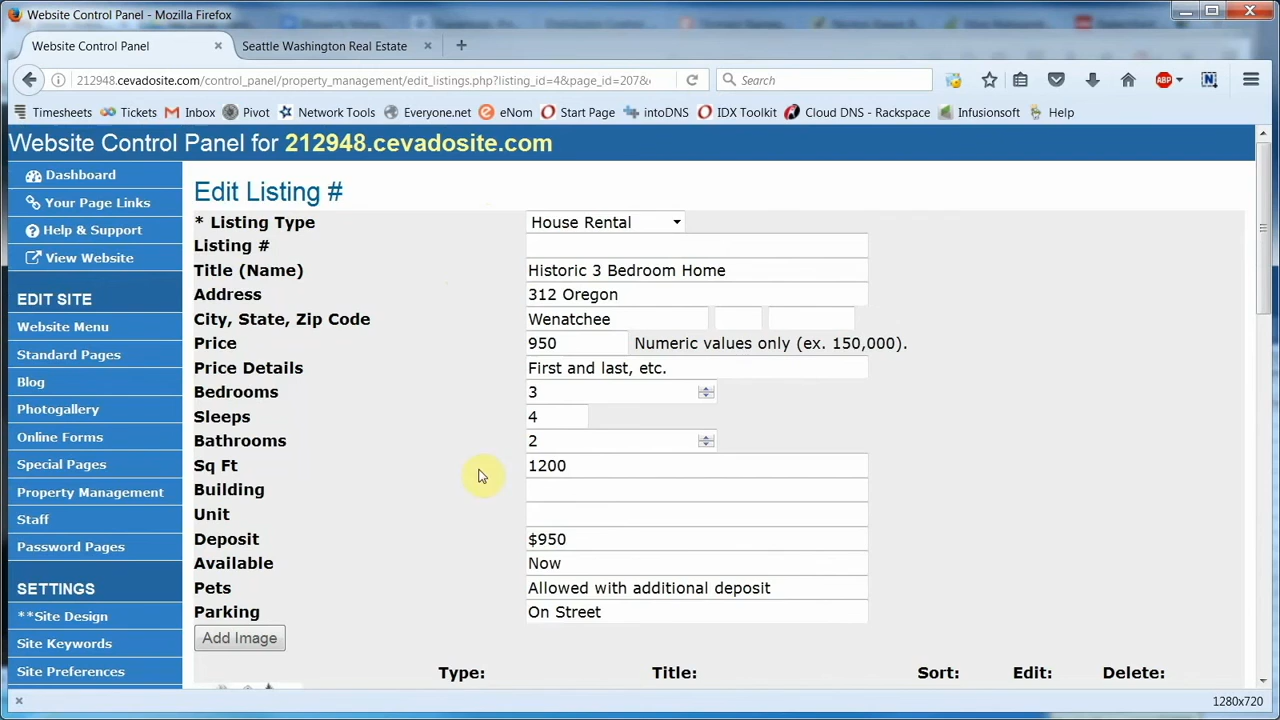 Website Control Panel - Mozilla Firefox
Website Control Panel
Seattle Washington Real Estate
212948.cevadosite.com/control_panel/property_management/edit_listings.php?listing_id=4&page_id=207&
Search
ABP
N
Timesheets Tickets Inbox Pivot Network Tools Everyone.net eNom Start Page intoDNS IDX Toolkit Cloud DNS - Rackspace Infusionsoft Help
Website Control Panel for 212948.cevadosite.com
Dashboard
Your Page Links
Help & Support
View Website
EDIT SITE
Website Menu
Standard Pages
Blog
Photogallery
Online Forms
Special Pages
Property Management
Staff
Password Pages
SETTINGS
**Site Design
Site Keywords
Site Preferences
Edit Listing #
* Listing Type House Rental
Listing #
Title (Name) Historic 3 Bedroom Home
Address 312 Oregon
City, State, Zip Code Wenatchee
Price 950 Numeric values only (ex. 150,000).
Price Details First and last, etc.
Bedrooms 3
Sleeps 4
Bathrooms 2
Sq Ft 1200
Building
Unit
Deposit $950
Available Now
Pets Allowed with additional deposit
Parking On Street
Add Image
Type: Title: Sort: Edit: Delete:
1280x720